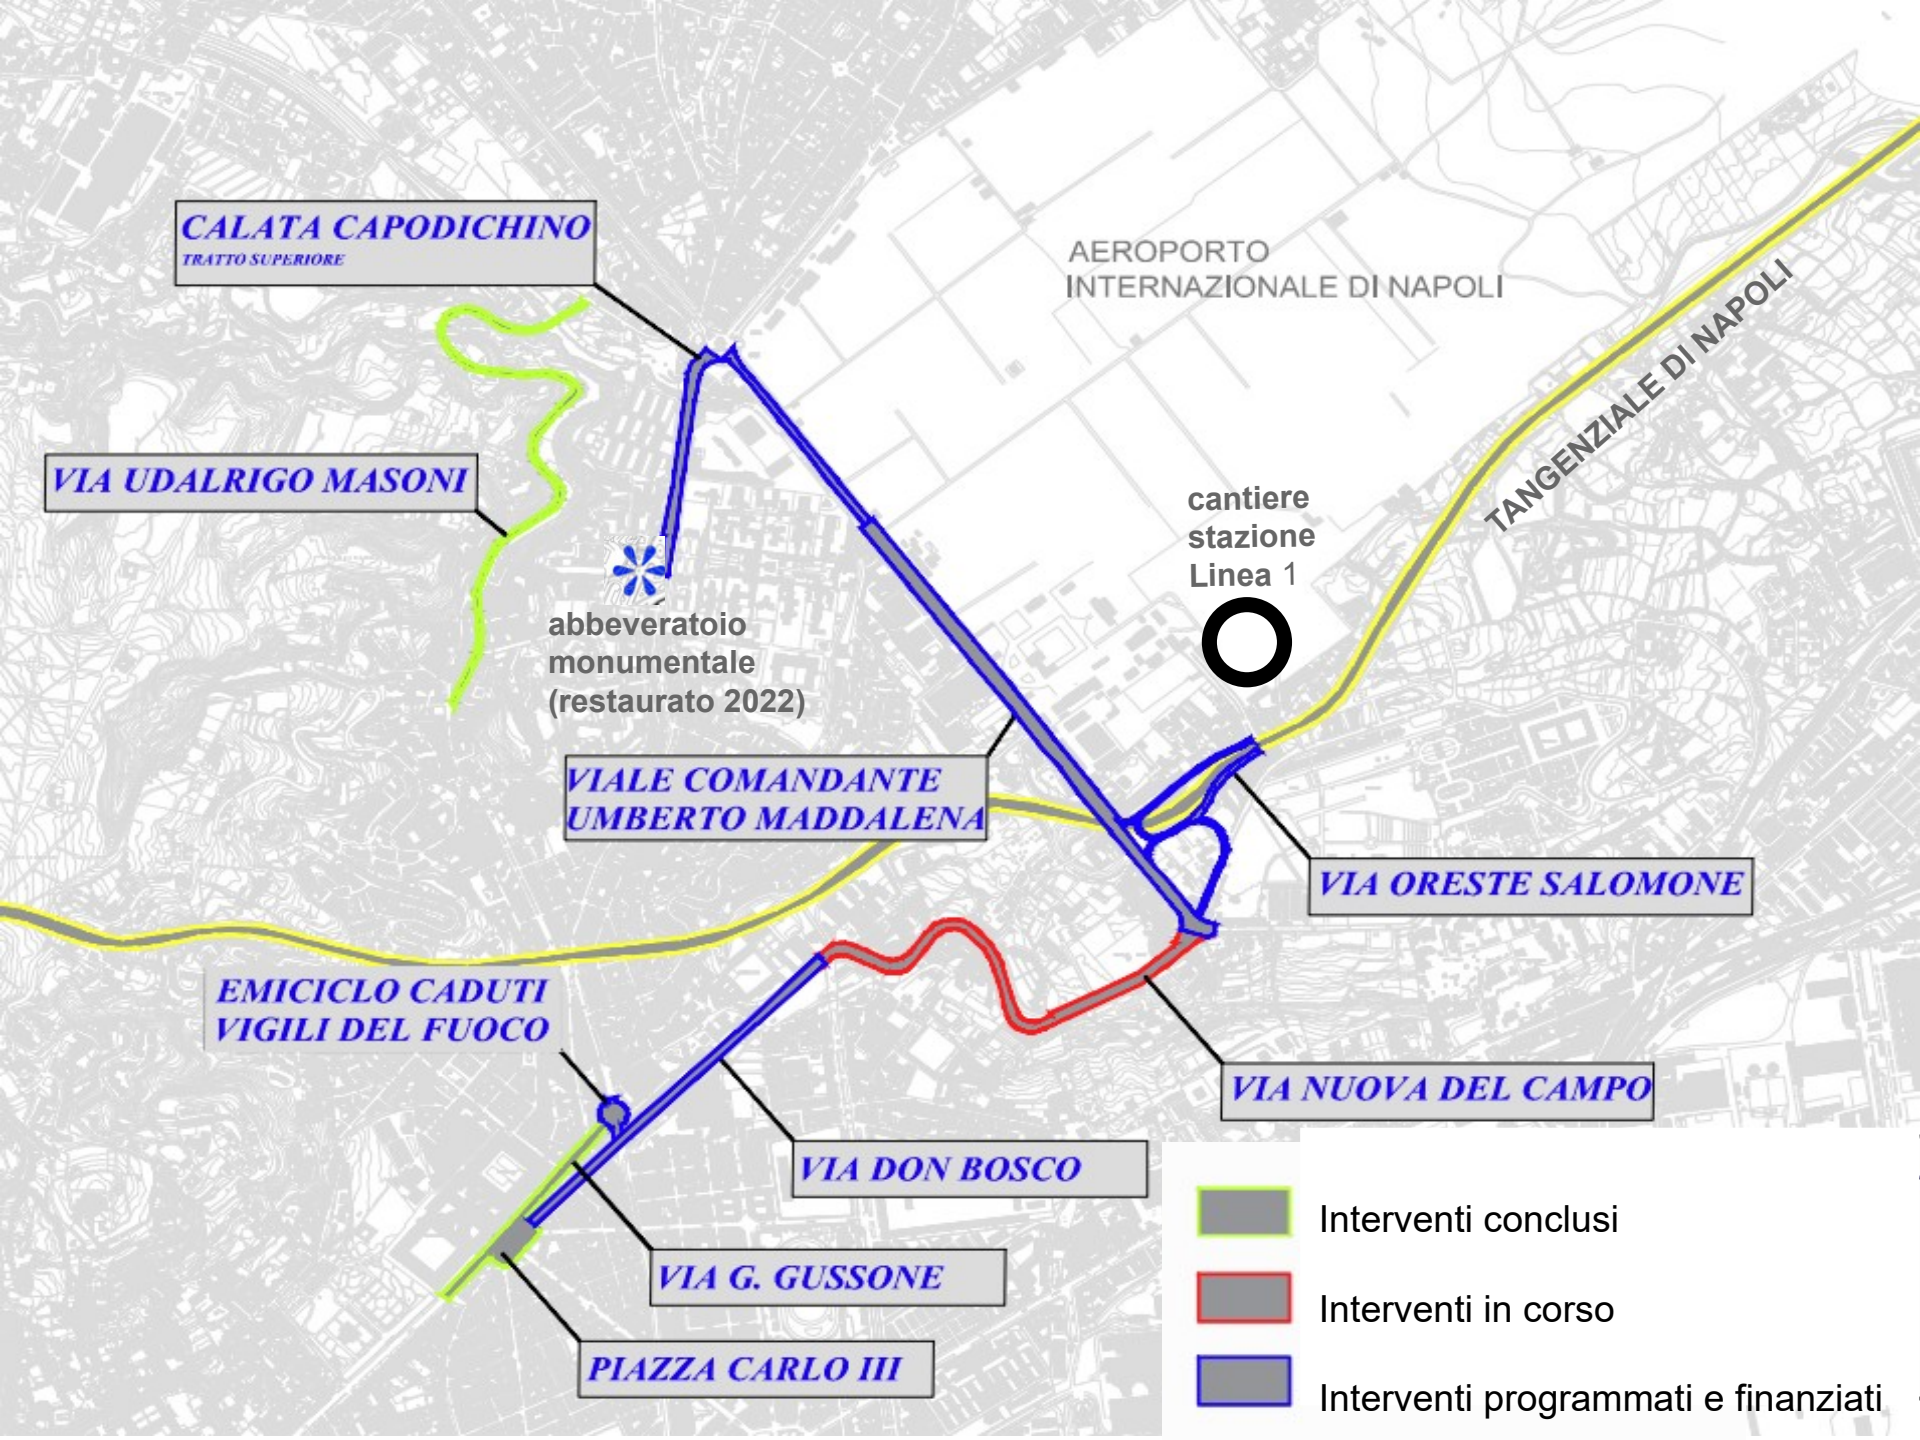 CALATA CAPODICHINO
TRATTO SUPERIORE
AEROPORTO
INTERNAZIONALE DI NAPOLI
TANGENZIALE DI NAPOLI
VIA UDALRIGO MASONI
cantiere
stazione
Linea 1
abbeveratoio
monumentale
(restaurato 2022)
VIALE COMANDANTE
UMBERTO MADDALENA
VIA ORESTE SALOMONE
EMICICLO CADUTI
VIGILI DEL FUOCO
VIA NUOVA DEL CAMPO
VIA DON BOSCO
VIA G. GUSSONE
PIAZZA CARLO III
Interventi conclusi
Interventi in corso
Interventi programmati e finanziati